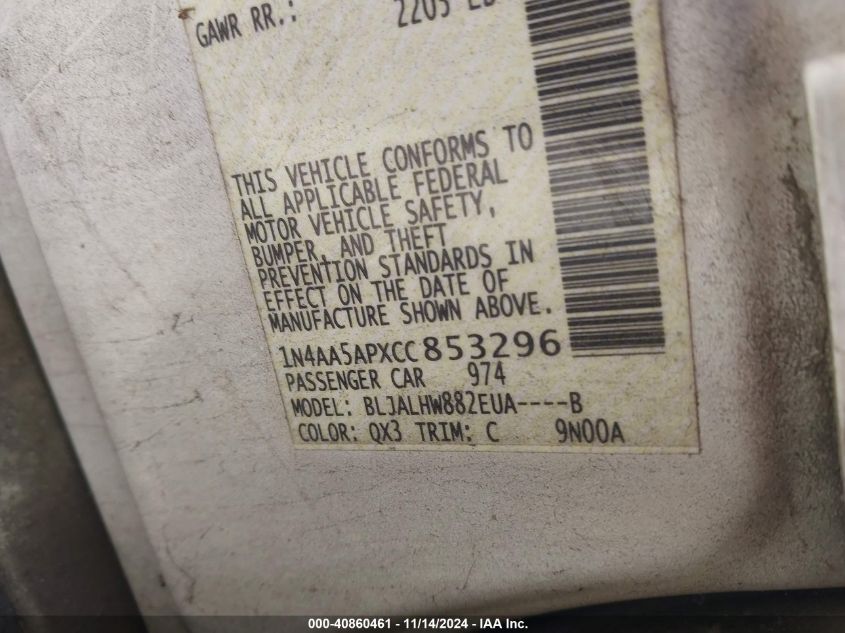 GAWR RR.: 2205 LB
THIS VEHICLE CONFORMS TO
ALL APPLICABLE FEDERAL
MOTOR VEHICLE SAFETY,
BUMPER, AND THEFT
PREVENTION STANDARDS IN
EFFECT ON THE DATE OF
MANUFACTURE SHOWN ABOVE.
1N4AA5APXCC853296
PASSENGER CAR 974
MODEL: BLJALHW882EUA----B
COLOR: QX3 TRIM: C 9N00A
000-40860461 - 11/14/2024 - IAA Inc.